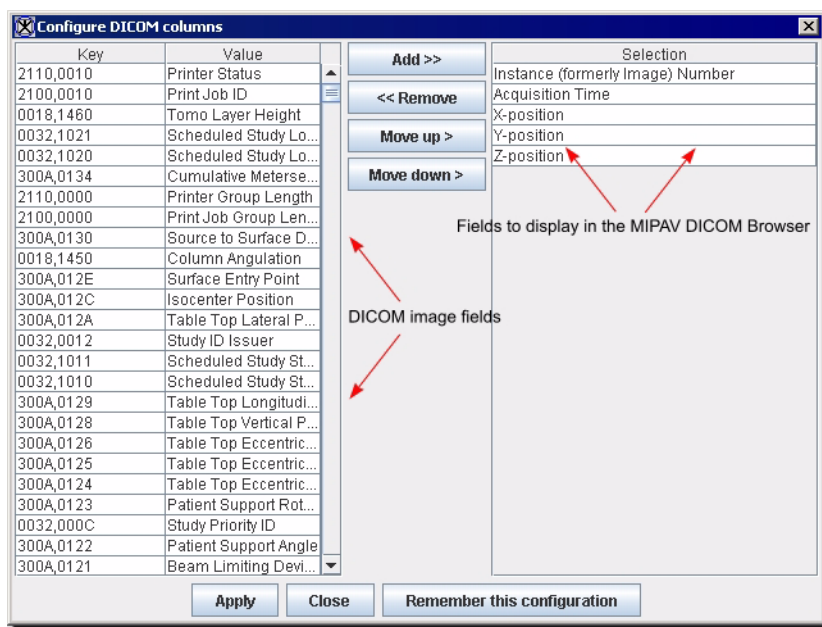 Configure DICOM columns
Key Value
2110,0010 Printer Status
2100,0010 Print Job ID
0018,1460 Tomo Layer Height
0032,1021 Scheduled Study Lo...
0032,1020 Scheduled Study Lo...
300A,0134 Cumulative Meterse...
2110,0000 Printer Group Length
2100,0000 Print Job Group Len...
300A,0130 Source to Surface D...
0018,1450 Column Angulation
300A,012E Surface Entry Point
300A,012C Isocenter Position
300A,012A Table Top Lateral P...
0032,0012 Study ID Issuer
0032,1011 Scheduled Study St...
0032,1010 Scheduled Study St...
300A,0129 Table Top Longitudi...
300A,0128 Table Top Vertical P...
300A,0126 Table Top Eccentric...
300A,0125 Table Top Eccentric...
300A,0124 Table Top Eccentric...
300A,0123 Patient Support Rot...
0032,000C Study Priority ID
300A,0122 Patient Support Angle
300A,0121 Beam Limiting Devi...
Add >>
<< Remove
Move up >
Move down >
DICOM image fields
Selection
Instance (formerly Image) Number
Acquisition Time
X-position
Y-position
Z-position
Fields to display in the MIPAV DICOM Browser
Apply Close Remember this configuration